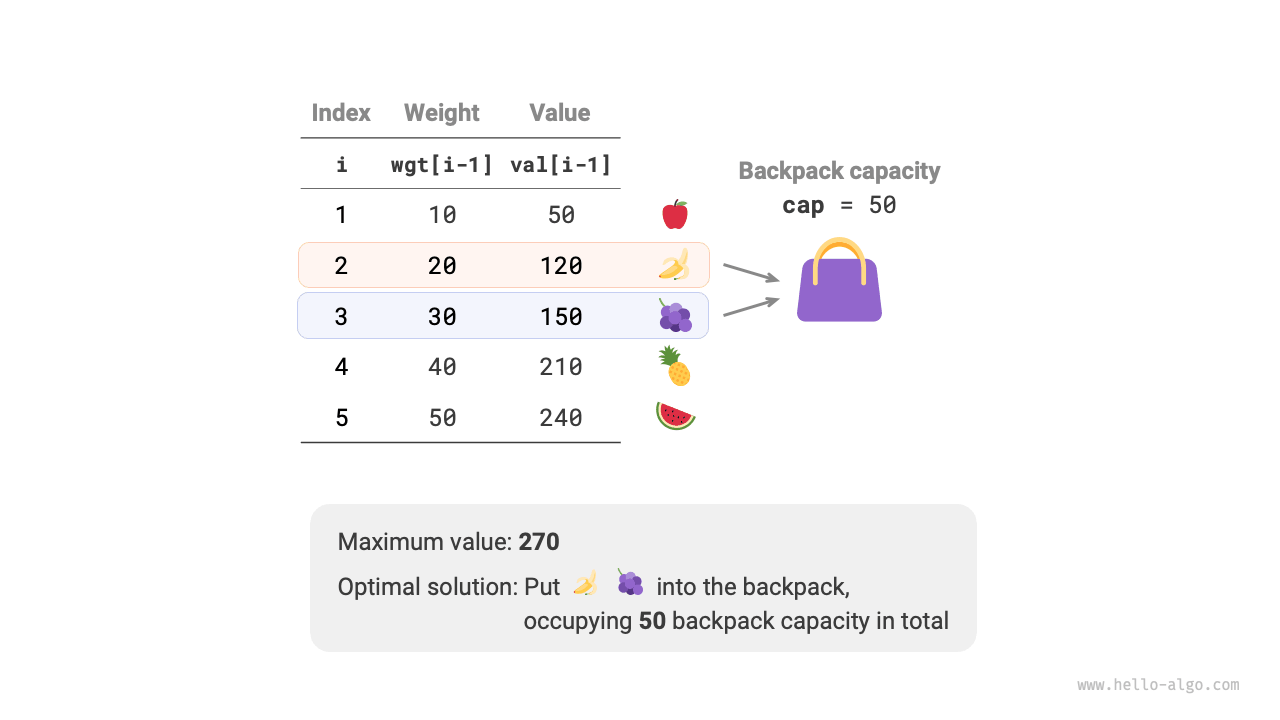 Index Weight Value
i wgt[i-1] val[i-1]
1 10 50
2 20 120
3 30 150
4 40 210
5 50 240
Backpack capacity
cap = 50
Maximum value: 270
Optimal solution: Put into the backpack,
occupying 50 backpack capacity in total
www.hello-algo.com